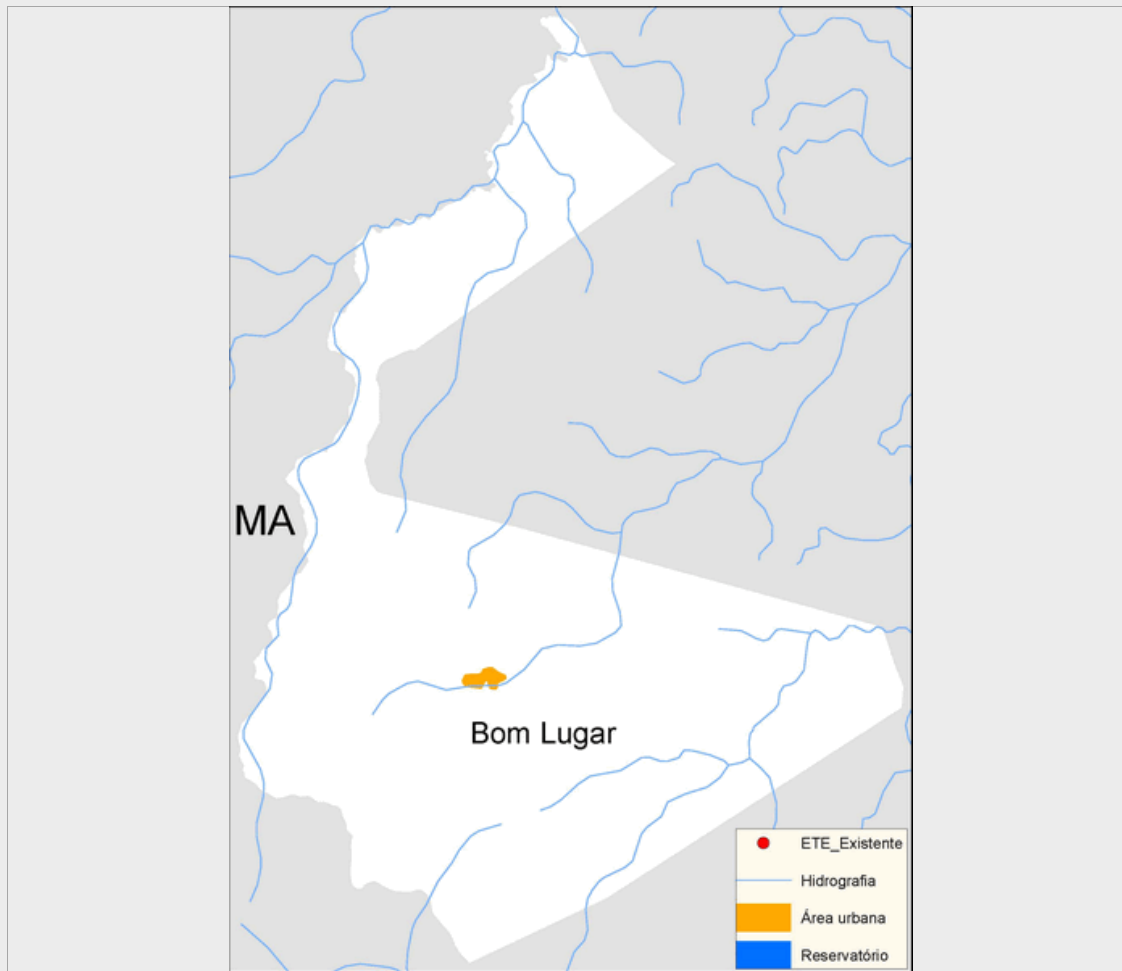 MA
Bom Lugar
ETE_Existente
Hidrografia
Área urbana
Reservatório